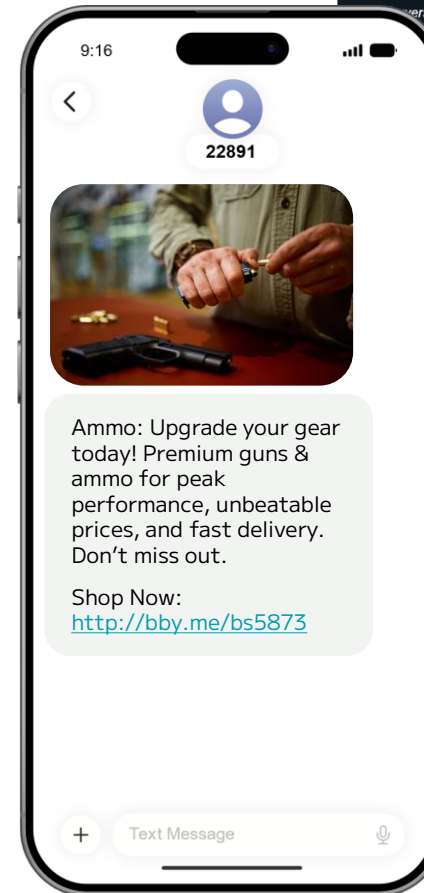 9:16
22891
Ammo: Upgrade your gear
today! Premium guns &
ammo for peak
performance, unbeatable
prices, and fast delivery.
Don’t miss out.
Shop Now:
http://bby.me/bs5873
Text Message